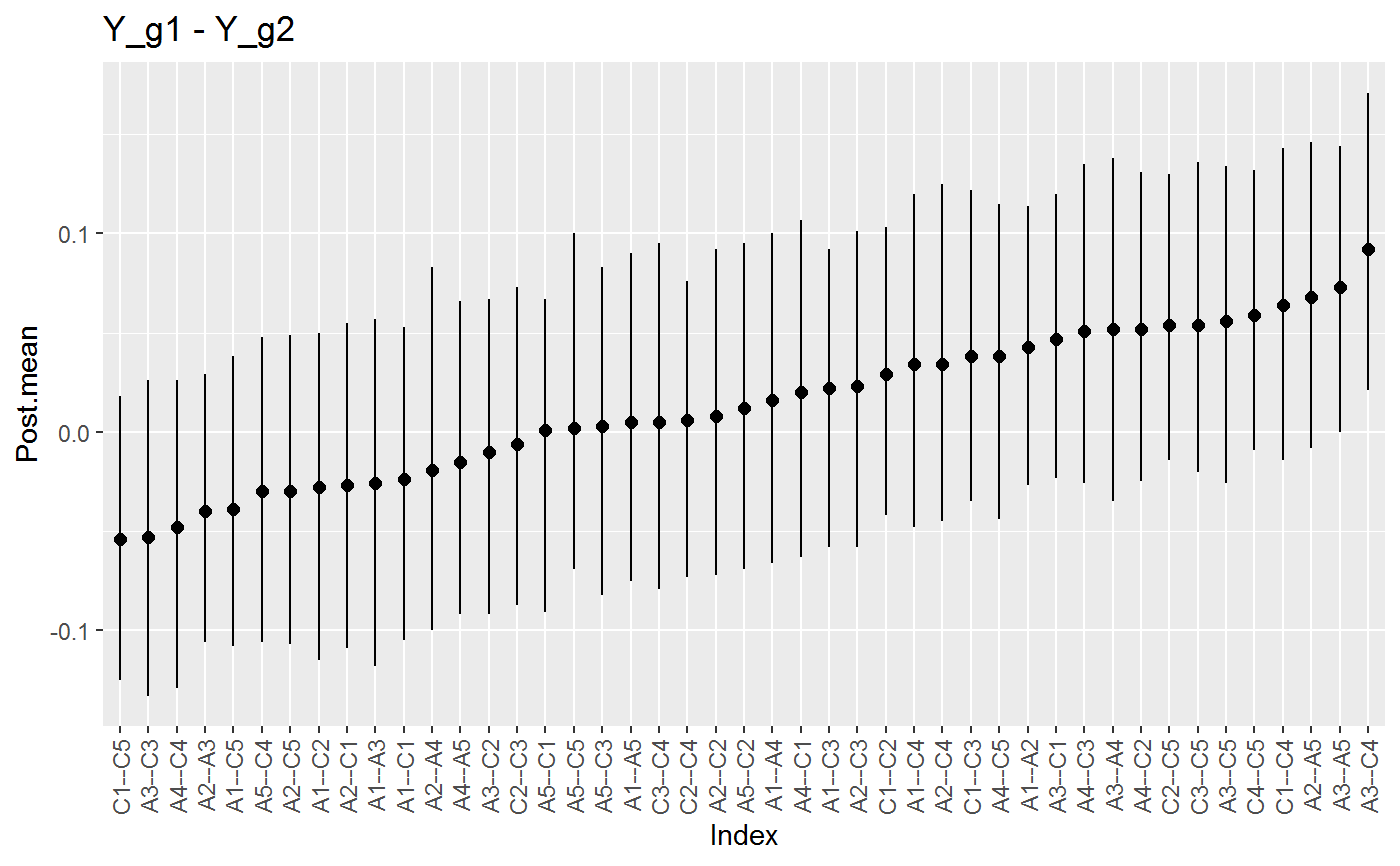 Y_g1 - Y_g2
Post.mean
0.1
0.0
-0.1
C1--C5
A3--C3
A4--C4
A2--A3
A1--C5
A5--C4
A2--C5
A1--C2
A2--C1
A1--A3
A1--C1
A2--A4
A4--A5
A3--C2
C2--C3
A5--C1
A5--C5
A5--C3
A1--A5
C3--C4
C2--C4
A2--C2
A5--C2
A1--A4
A4--C1
A1--C3
A2--C3
C1--C2
A1--C4
A2--C4
C1--C3
A4--C5
A1--A2
A3--C1
A4--C3
A3--A4
A4--C2
C2--C5
C3--C5
A3--C5
C4--C5
C1--C4
A2--A5
A3--A5
A3--C4
Index